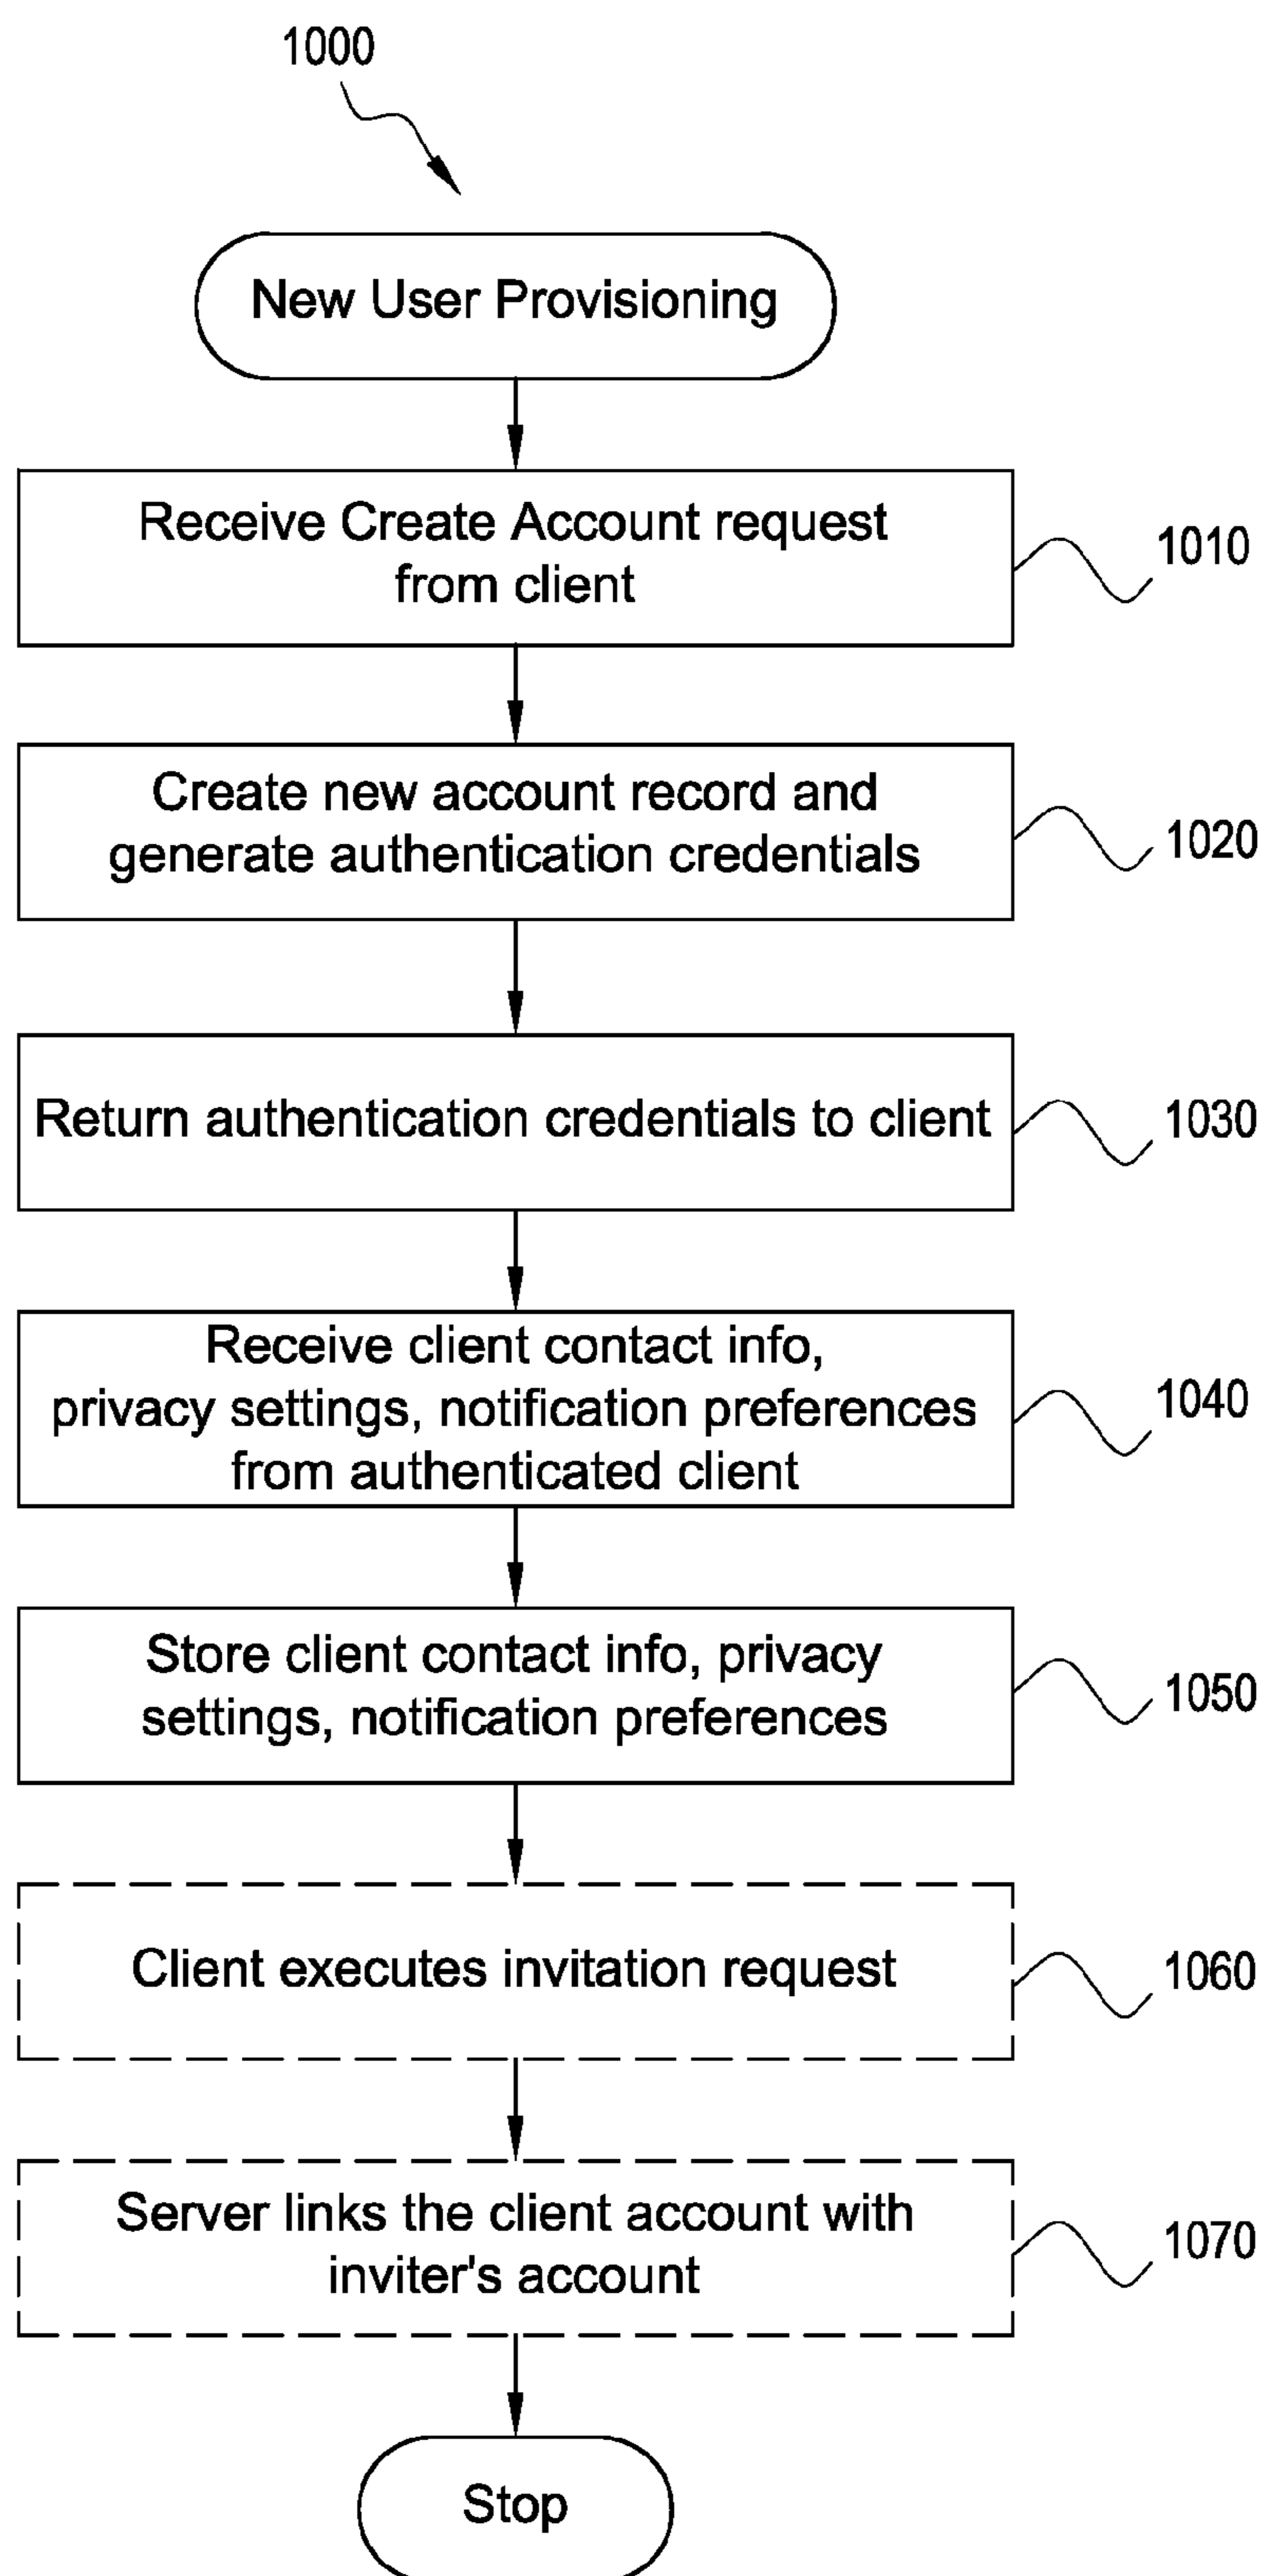 1000
New User Provisioning
Receive Create Account request
from client
1010
Create new account record and
generate authentication credentials
1020
Return authentication credentials to client
1030
Receive client contact info,
privacy settings, notification preferences
from authenticated client
1040
Store client contact info, privacy
settings, notification preferences
1050
Client executes invitation request
1060
Server links the client account with
inviter's account
1070
Stop